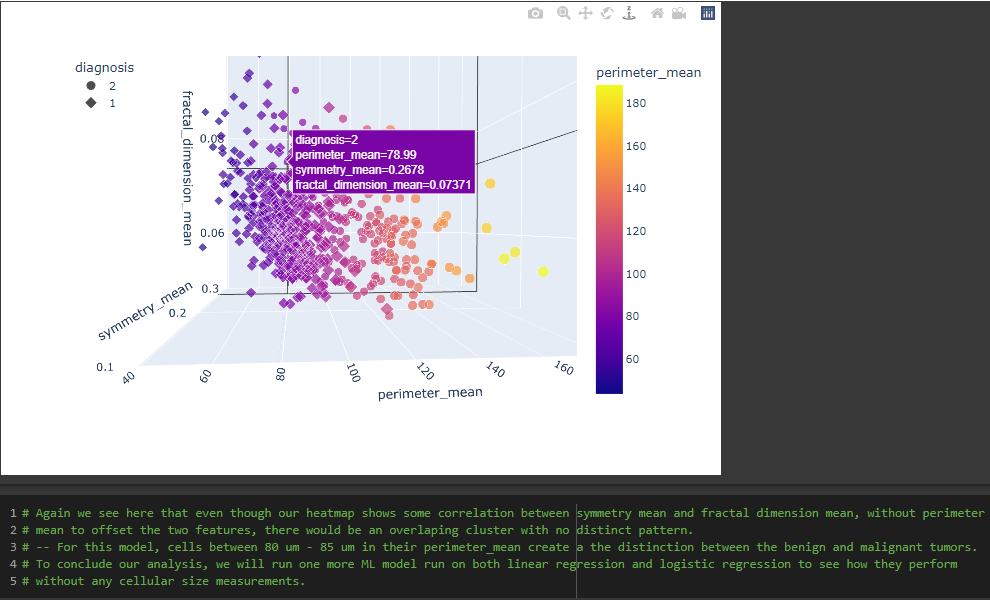 diagnosis
2
1
fractal_dimension_mean
0.08
0.06
diagnosis=2
perimeter_mean=78.99
symmetry_mean=0.2678
fractal_dimension_mean=0.07371
symmetry_mean
0.3
0.2
0.1
40
60
80
100
120
140
160
perimeter_mean
perimeter_mean
180
160
140
120
100
80
60
1 # Again we see here that even though our heatmap shows some correlation between symmetry mean and fractal dimension mean, without perimeter
2 # mean to offset the two features, there would be an overlaping cluster with no distinct pattern.
3 # -- For this model, cells between 80 um - 85 um in their perimeter_mean create a the distinction between the benign and malignant tumors.
4 # To conclude our analysis, we will run one more ML model run on both linear regression and logistic regression to see how they perform
5 # without any cellular size measurements.